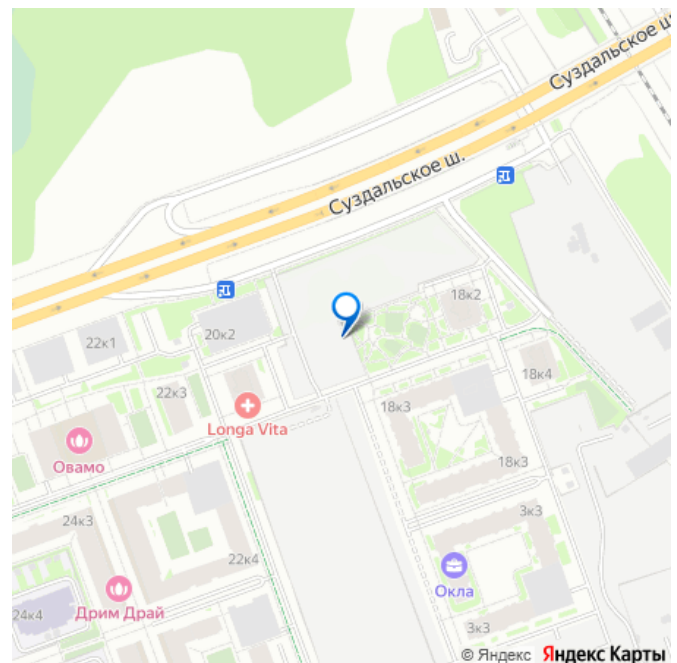 Суздальское ш
Суздальское ш.
18к2
20к2
22к1
18к4
22к3
18к3
Longa Vita
Овамо
18к3
24к3
3к3
22к4
Окла
24к4
Дрим Драй
3к3
© Яндекс Яндекс Карты